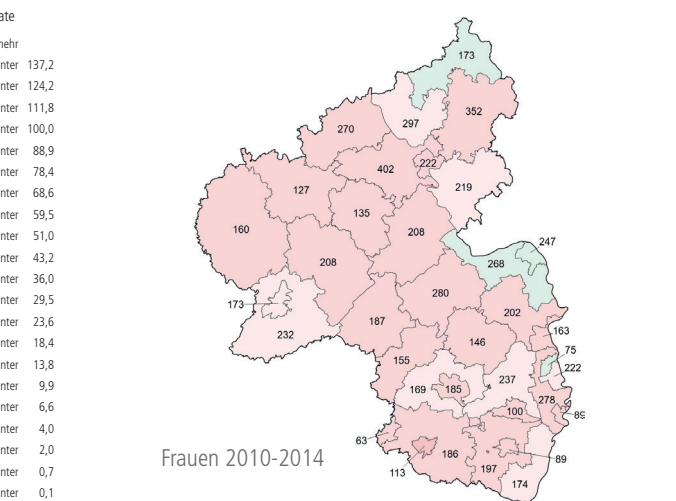 ate
mehr
nter 137,2
nter 124,2
nter 111,8
nter 100,0
nter 88,9
nter 78,4
nter 68,6
nter 59,5
nter 51,0
nter 43,2
nter 36,0
nter 29,5
nter 23,6
nter 18,4
nter 13,8
nter 9,9
nter 6,6
nter 4,0
nter 2,0
nter 0,7
nter 0,1
173
352
297
270
222
402
219
127
135
208
160
247
268
208
280
173
202
187
232
163
146
75
155
222
237
169
185
278
100
89
63
186
89
113
197
174
Frauen 2010-2014